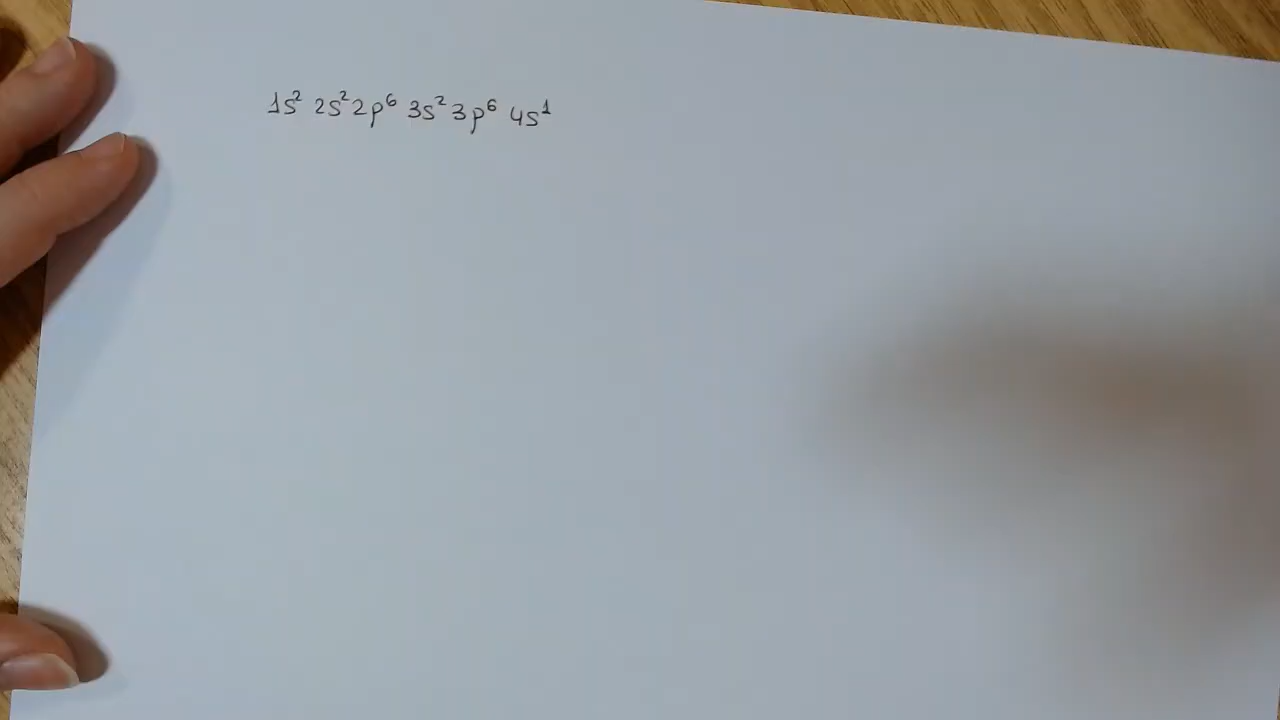 1s² 2s² 2p⁶ 3s² 3p⁶ 4s¹